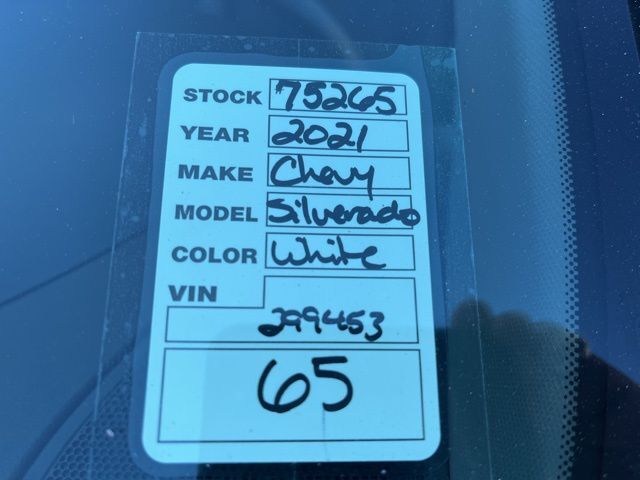 STOCK 75265
YEAR 2021
MAKE Chevy
MODEL Silverado
COLOR White
VIN
299453
65